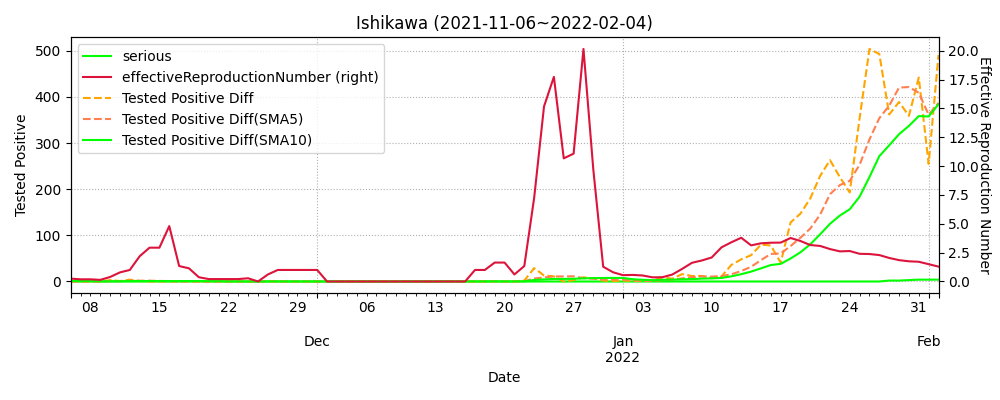 Ishikawa (2021-11-06~2022-02-04)
serious
effectiveReproductionNumber (right)
Tested Positive Diff
Tested Positive Diff(SMA5)
Tested Positive Diff(SMA10)
Tested Positive
500
400
300
200
100
0
20.0
17.5
15.0
12.5
10.0
7.5
5.0
2.5
0.0
Effective Reproduction Number
08 15 22 29 06 13 20 27 03 10 17 24 31
Dec Jan Feb
2022
Date